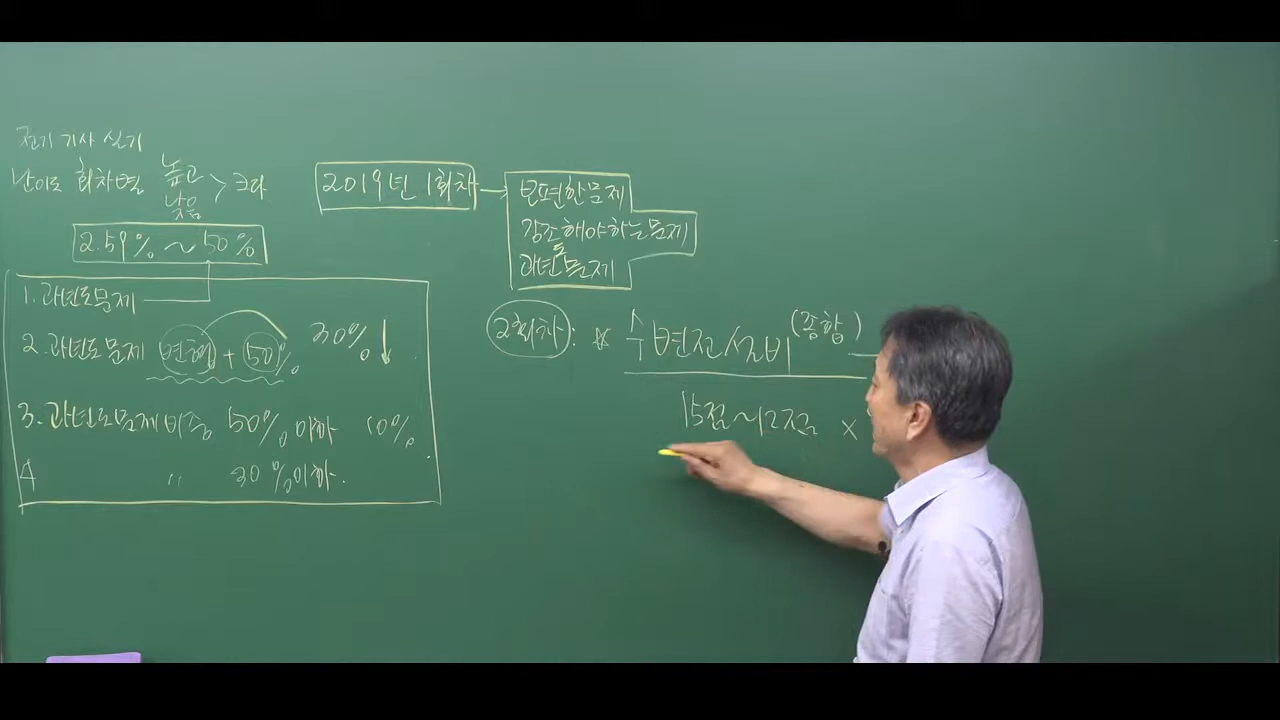 전기 기사 실기
난이도 회차별 높고 낮음 > 크다
2.59% ~ 50%
1. 과년도문제
2. 과년도문제 변형 + 50% 30% ↓
3. 과년도문제 비중 50% 이하 10%
4 〃 30% 이하.
2019년 1회차
보편한문제
강조해야하는문제
과년도문제
2회차 : * 수변전설비 (종합)
15점~12점 ×